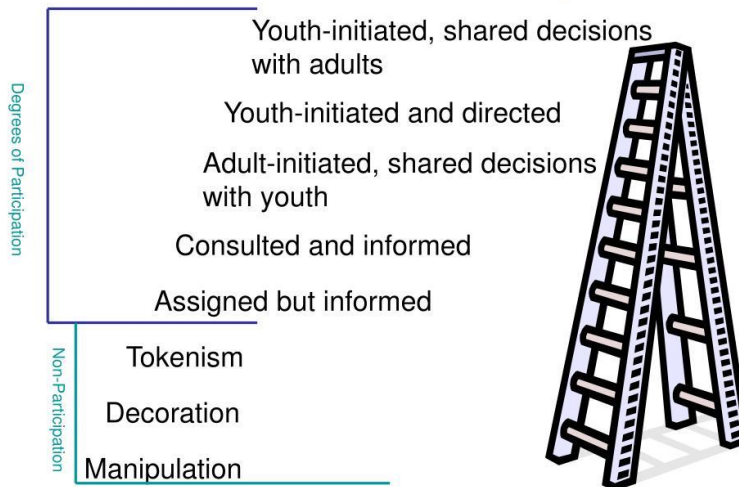 Youth-initiated, shared decisions
with adults
Youth-initiated and directed
Adult-initiated, shared decisions
with youth
Consulted and informed
Assigned but informed
Degrees of Participation
Tokenism
Decoration
Manipulation
Non-Participation